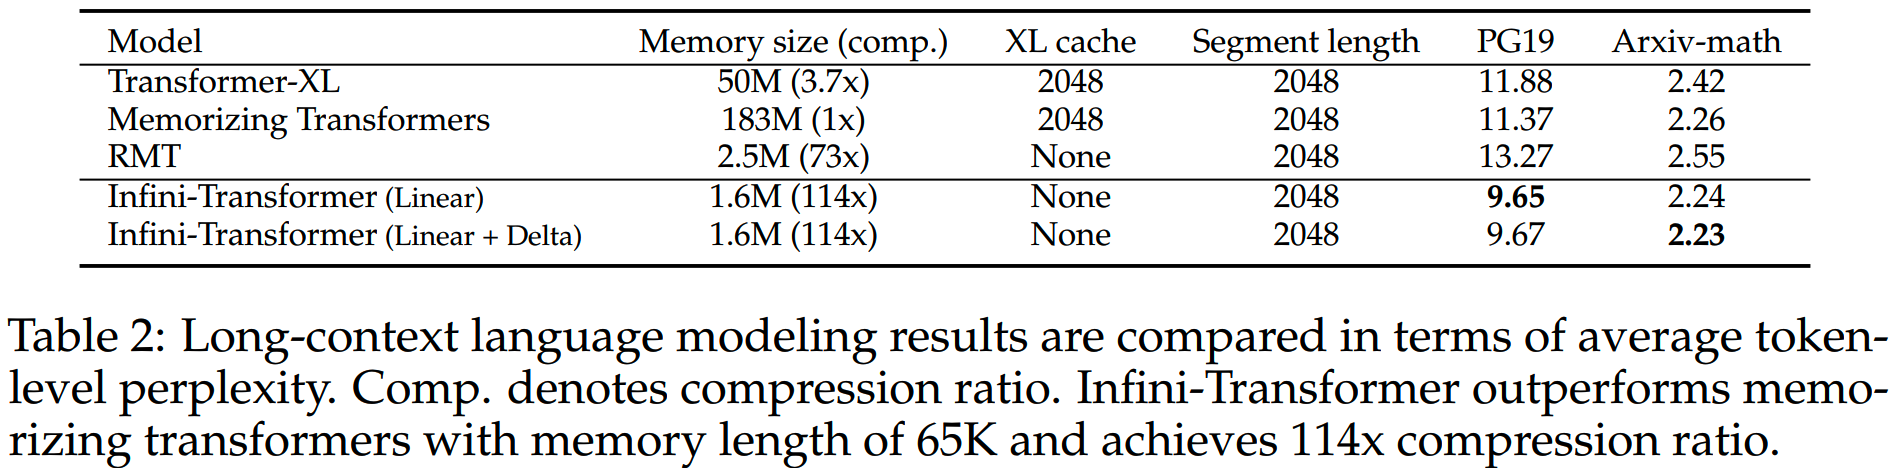 Model Memory size (comp.) XL cache Segment length PG19 Arxiv-math
Transformer-XL 50M (3.7x) 2048 2048 11.88 2.42
Memorizing Transformers 183M (1x) 2048 2048 11.37 2.26
RMT 2.5M (73x) None 2048 13.27 2.55
Infini-Transformer (Linear) 1.6M (114x) None 2048 9.65 2.24
Infini-Transformer (Linear + Delta) 1.6M (114x) None 2048 9.67 2.23
Table 2: Long-context language modeling results are compared in terms of average token-
level perplexity. Comp. denotes compression ratio. Infini-Transformer outperforms memo-
rizing transformers with memory length of 65K and achieves 114x compression ratio.